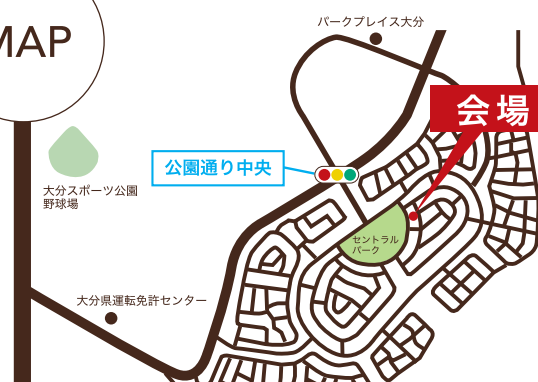 MAP
パークプレイス大分
会場
公園通り中央
大分スポーツ公園
野球場
セントラル
パーク
大分県運転免許センター